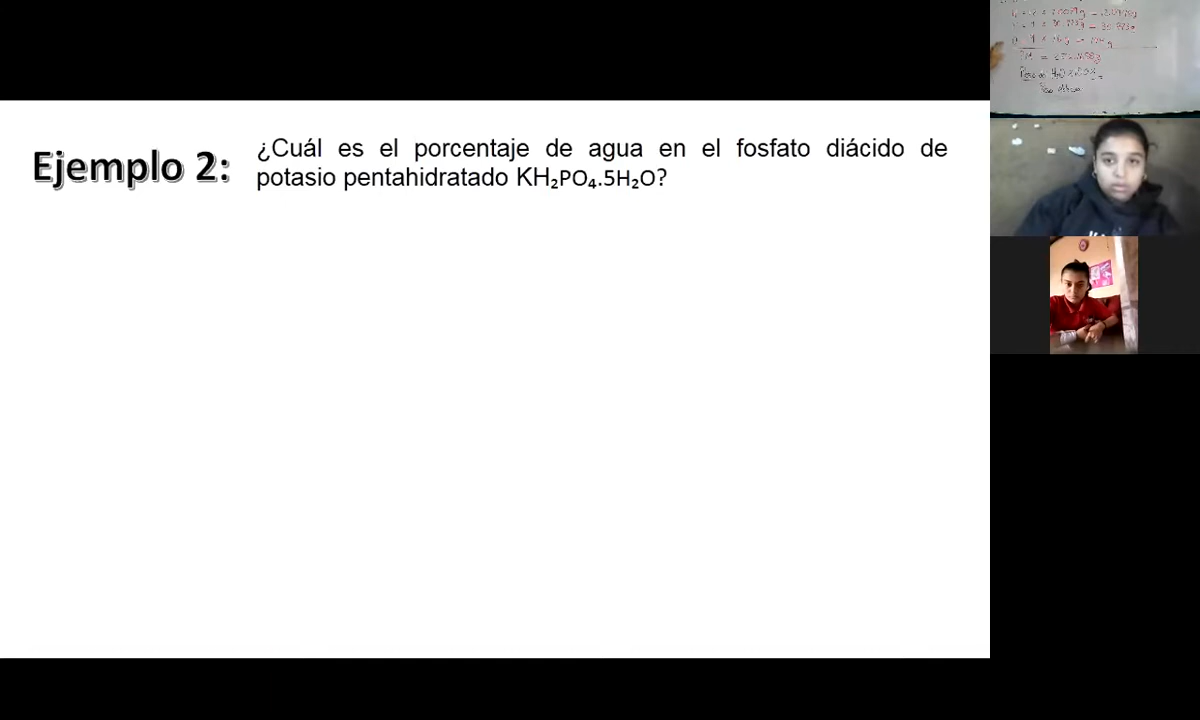 Ejemplo 2:
¿Cuál es el porcentaje de agua en el fosfato diácido de
potasio pentahidratado KH₂PO₄.5H₂O?